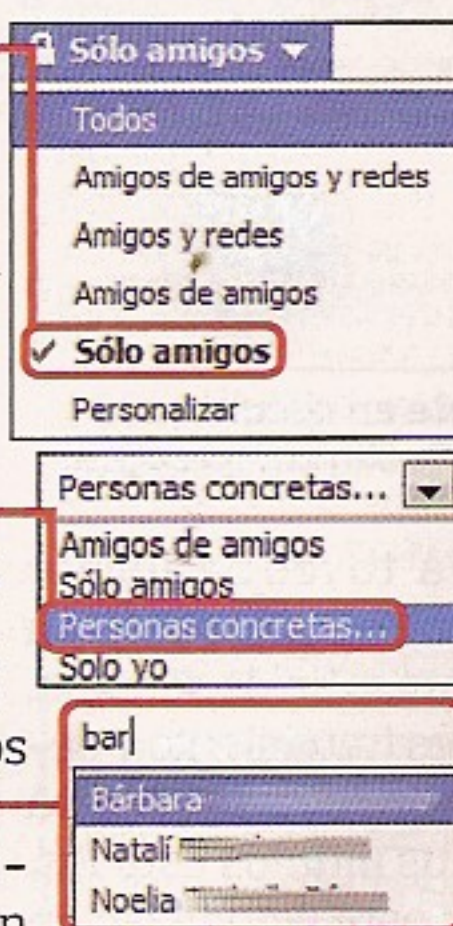 Sólo amigos
Todos
Amigos de amigos y redes
Amigos y redes
Amigos de amigos
Sólo amigos
Personalizar
Personas concretas...
Amigos de amigos
Sólo amigos
Personas concretas...
Solo yo
bar
Bárbara
Natalí
Noelia